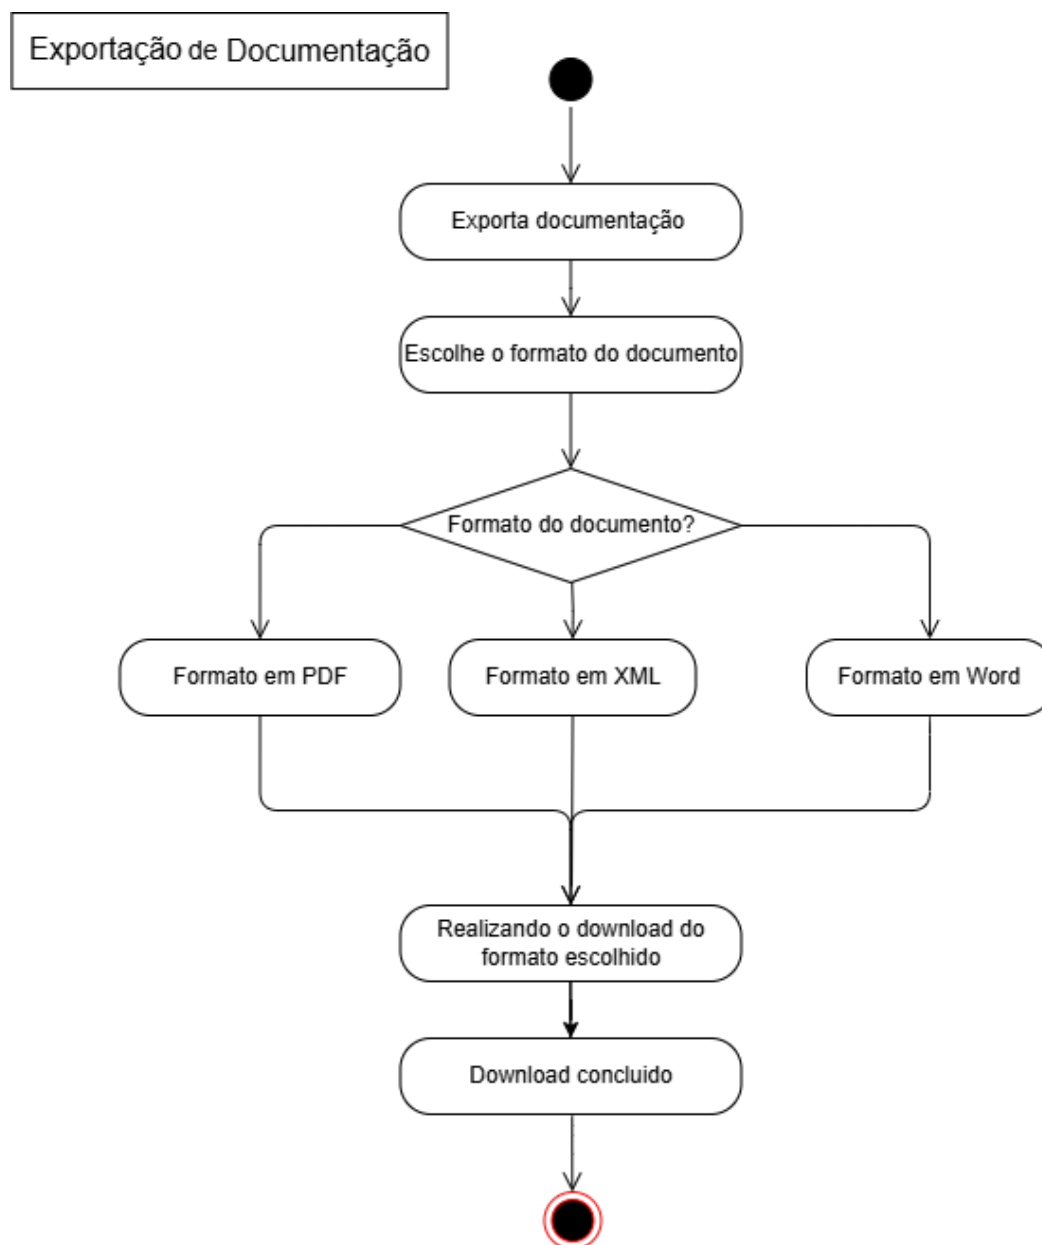 Exportação de Documentação
Exporta documentação
Escolhe o formato do documento
Formato do documento?
Formato em PDF
Formato em XML
Formato em Word
Realizando o download do
formato escolhido
Download concluido